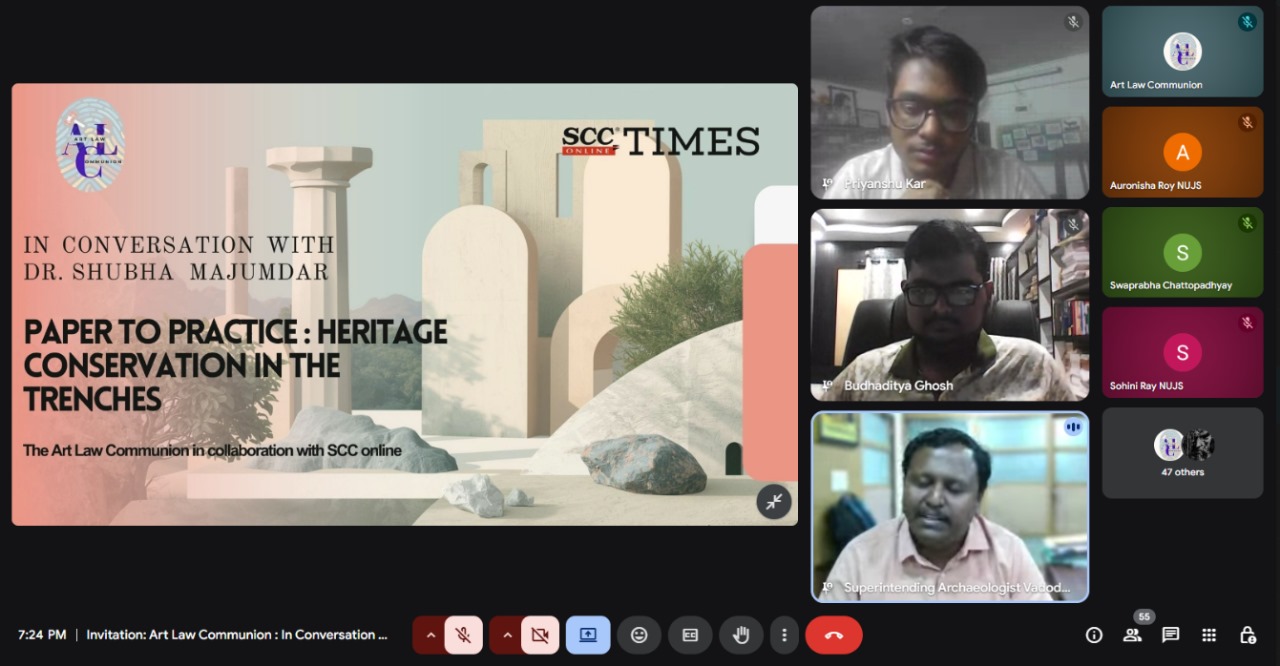 ART LAW
COMMUNION
SCC® TIMES
ONLINE
IN CONVERSATION WITH
DR. SHUBHA MAJUMDAR
PAPER TO PRACTICE : HERITAGE
CONSERVATION IN THE
TRENCHES
The Art Law Communion in collaboration with SCC online
Priyanshu Kar
Budhaditya Ghosh
Superintending Archaeologist Vadod...
Art Law Communion
A
Auronisha Roy NUJS
S
Swaprabha Chattopadhyay
S
Sohini Ray NUJS
47 others
7:24 PM | Invitation: Art Law Communion : In Conversation ...
CC
55